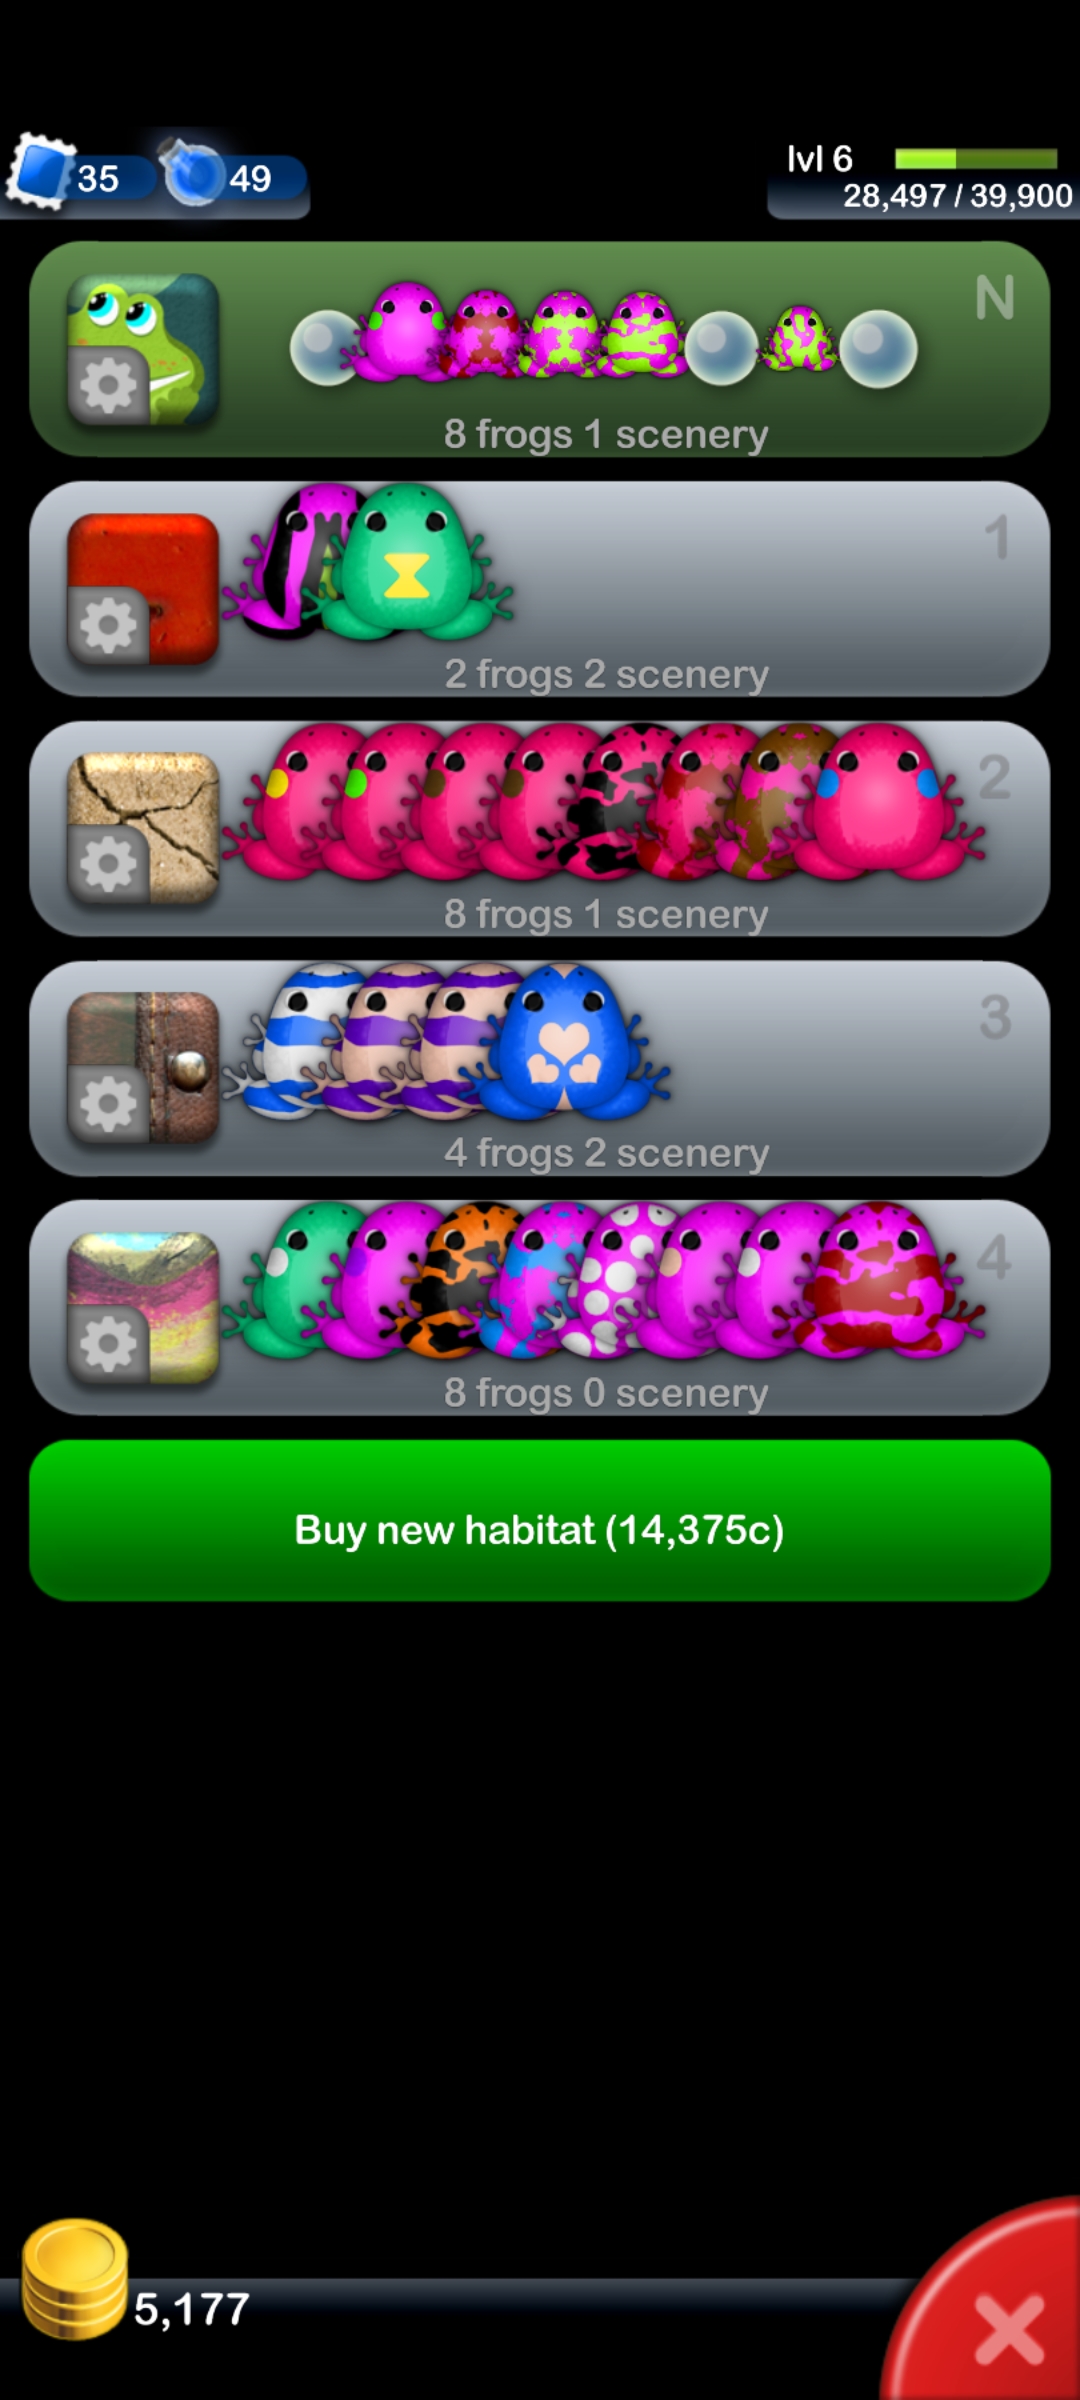 35
49
lvl 6
28,497 / 39,900
N
8 frogs 1 scenery
1
2 frogs 2 scenery
2
8 frogs 1 scenery
3
4 frogs 2 scenery
4
8 frogs 0 scenery
Buy new habitat (14,375c)
5,177